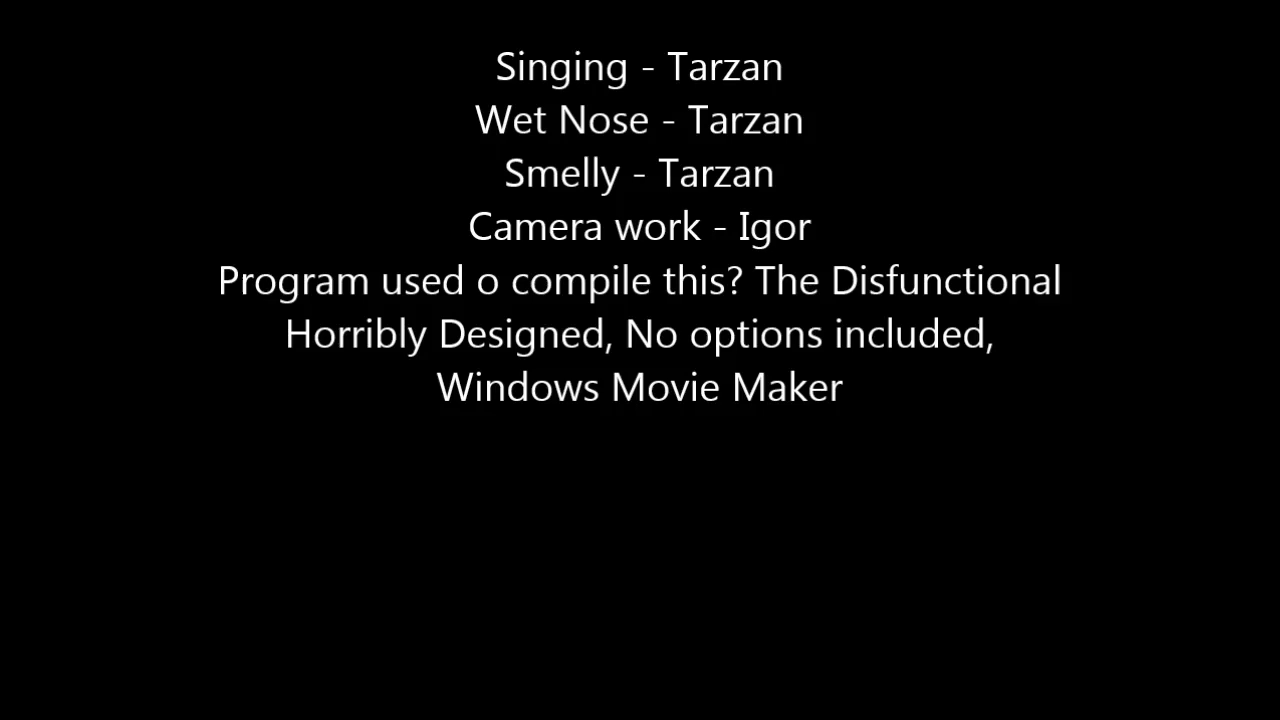 Singing - Tarzan
Wet Nose - Tarzan
Smelly - Tarzan
Camera work - Igor
Program used o compile this? The Disfunctional
Horribly Designed, No options included,
Windows Movie Maker